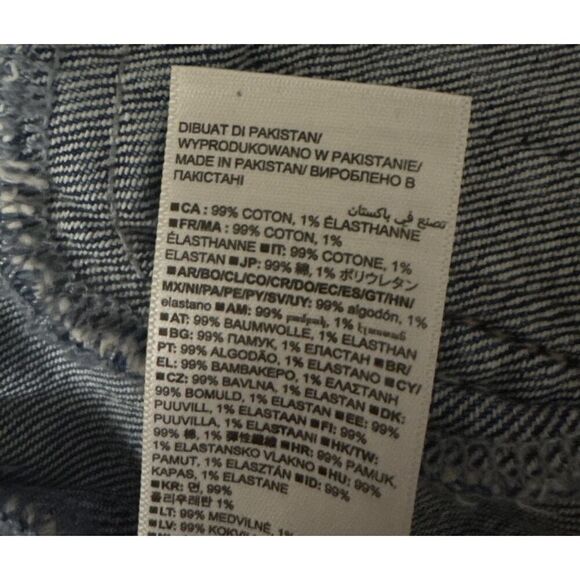 DIBUAT DI PAKISTAN/
WYPRODUKOWANO W PAKISTANIE/
MADE IN PAKISTAN/ ВИРОБЛЕНО В
ПАКІСТАНІ
تصنع في باكستان
■CA : 99% COTON, 1% ÉLASTHANNE
■FR/MA : 99% COTON, 1%
ÉLASTHANNE ■IT: 99% COTONE, 1%
ELASTAN ■JP: 99% 綿, 1% ポリウレタン
■AR/BO/CL/CO/CR/DO/EC/ES/GT/HN/
MX/NI/PA/PE/PY/SV/UY: 99% algodón, 1%
elastano ■AM: 99% բամբակ, 1% էլաստան
■AT: 99% BAUMWOLLE, 1% ELASTHAN
■BG: 99% ПАМУК, 1% ЕЛАСТАН ■BR/
PT: 99% ALGODÃO, 1% ELASTANO ■CY/
EL: 99% ΒΑΜΒΑΚΕΡΟ, 1% ΕΛΑΣΤΑΝΗ
■CZ: 99% BAVLNA, 1% ELASTAN ■DK:
99% BOMULD, 1% ELASTAN ■EE: 99%
PUUVILL, 1% ELASTAAN ■FI: 99%
PUUVILLA, 1% ELASTAANI ■HK/TW:
99% 棉, 1% 彈性纖維 ■HR: 99% PAMUK,
1% ELASTANSKO VLAKNO ■HU: 99%
PAMUT, 1% ELASZTÁN ■ID: 99%
KAPAS, 1% ELASTANE
■KR: 면, 99%
폴리우레탄 1%
■LT: 99% MEDVILNĖ, 1%
■LV: 99% KOKVILNA